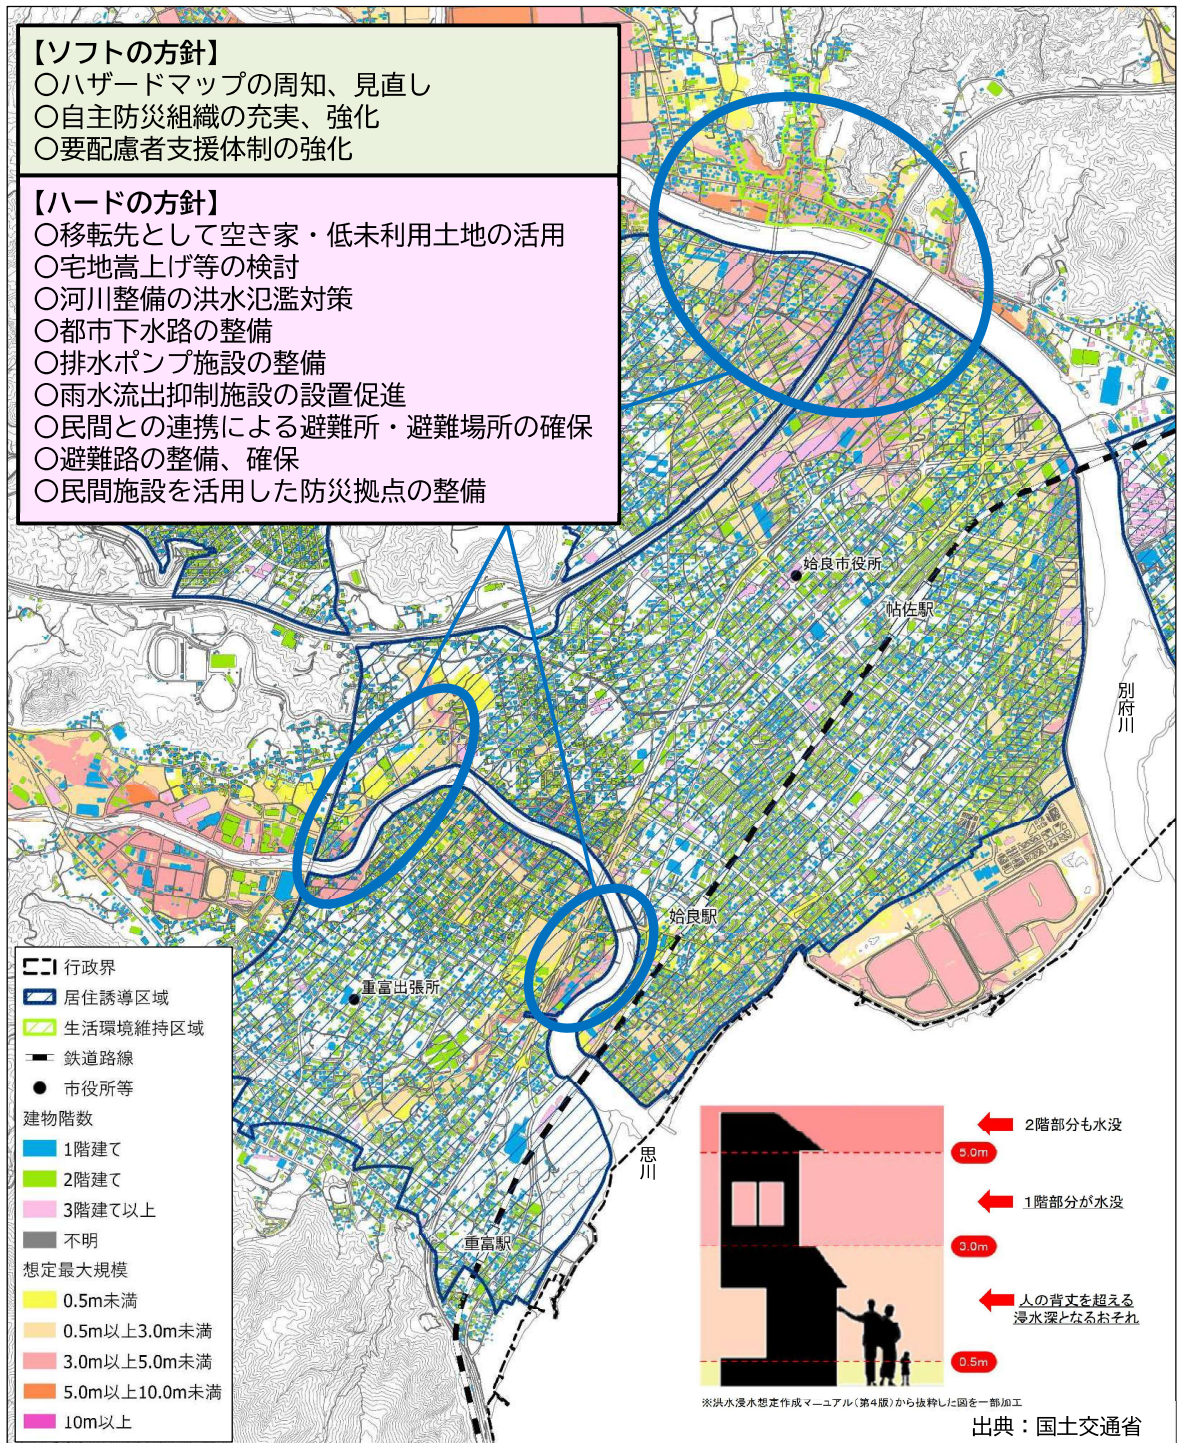 【ソフトの方針】
○ハザードマップの周知、見直し
○自主防災組織の充実、強化
○要配慮者支援体制の強化
【ハードの方針】
○移転先として空き家・低未利用土地の活用
○宅地嵩上げ等の検討
○河川整備の洪水氾濫対策
○都市下水路の整備
○排水ポンプ施設の整備
○雨水流出抑制施設の設置促進
○民間との連携による避難所・避難場所の確保
○避難路の整備、確保
○民間施設を活用した防災拠点の整備
姶良市役所
帖佐駅
別府川
姶良駅
重富出張所
思川
重富駅
行政界
居住誘導区域
生活環境維持区域
鉄道路線
市役所等
建物階数
1階建て
2階建て
3階建て以上
不明
想定最大規模
0.5m未満
0.5m以上3.0m未満
3.0m以上5.0m未満
5.0m以上10.0m未満
10m以上
2階部分も水没
5.0m
1階部分が水没
3.0m
人の背丈を超える
浸水深となるおそれ
0.5m
※洪水浸水想定作成マニュアル(第4版)から抜粋した図を一部加工
出典：国土交通省